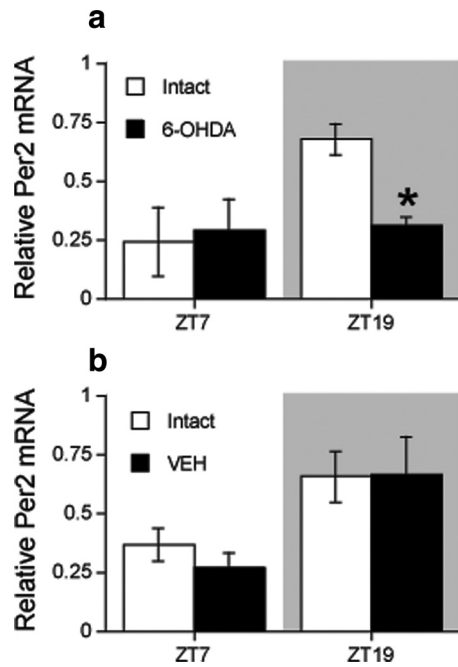 a
Relative Per2 mRNA
1
0.75
0.5
0.25
0
Intact
6-OHDA
*
ZT7 ZT19
b
Relative Per2 mRNA
1
0.75
0.5
0.25
0
Intact
VEH
ZT7 ZT19